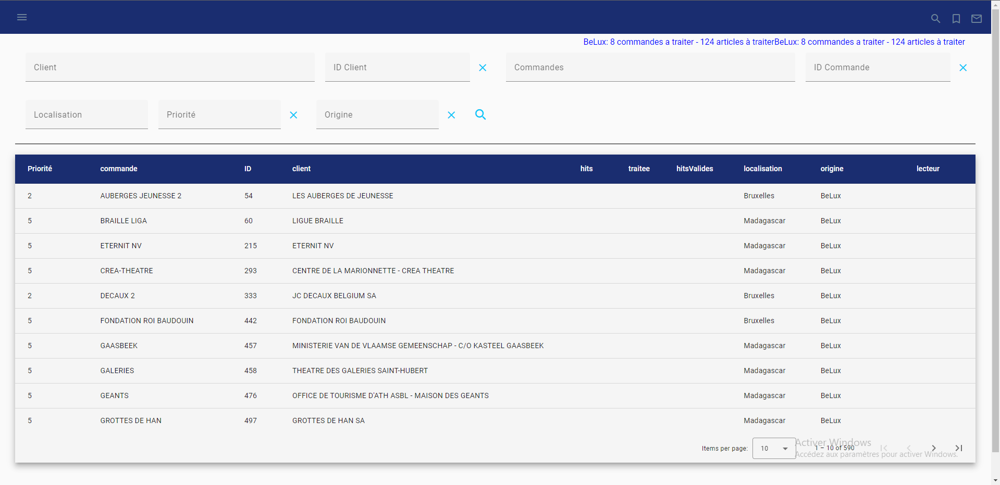 BeLux: 8 commandes a traiter - 124 articles à traiterBeLux: 8 commandes a traiter - 124 articles à traiter
Client ID Client Commandes ID Commande
Localisation Priorité Origine
Priorité commande ID client hits traitee hitsValides localisation origine lecteur
2 AUBERGES JEUNESSE 2 54 LES AUBERGES DE JEUNESSE Bruxelles BeLux
5 BRAILLE LIGA 60 LIGUE BRAILLE Madagascar BeLux
5 ETERNIT NV 215 ETERNIT NV Madagascar BeLux
5 CREA-THEATRE 293 CENTRE DE LA MARIONNETTE - CREA THEATRE Madagascar BeLux
2 DECAUX 2 333 JC DECAUX BELGIUM SA Bruxelles BeLux
5 FONDATION ROI BAUDOUIN 442 FONDATION ROI BAUDOUIN Bruxelles BeLux
5 GAASBEEK 457 MINISTERIE VAN DE VLAAMSE GEMEENSCHAP - C/O KASTEEL GAASBEEK Madagascar BeLux
5 GALERIES 458 THEATRE DES GALERIES SAINT-HUBERT Madagascar BeLux
5 GEANTS 476 OFFICE DE TOURISME D'ATH ASBL - MAISON DES GEANTS Madagascar BeLux
5 GROTTES DE HAN 497 GROTTES DE HAN SA Madagascar BeLux
Activer Windows
Items per page: 10 1 – 10 of 590
Accédez aux paramètres pour activer Windows.